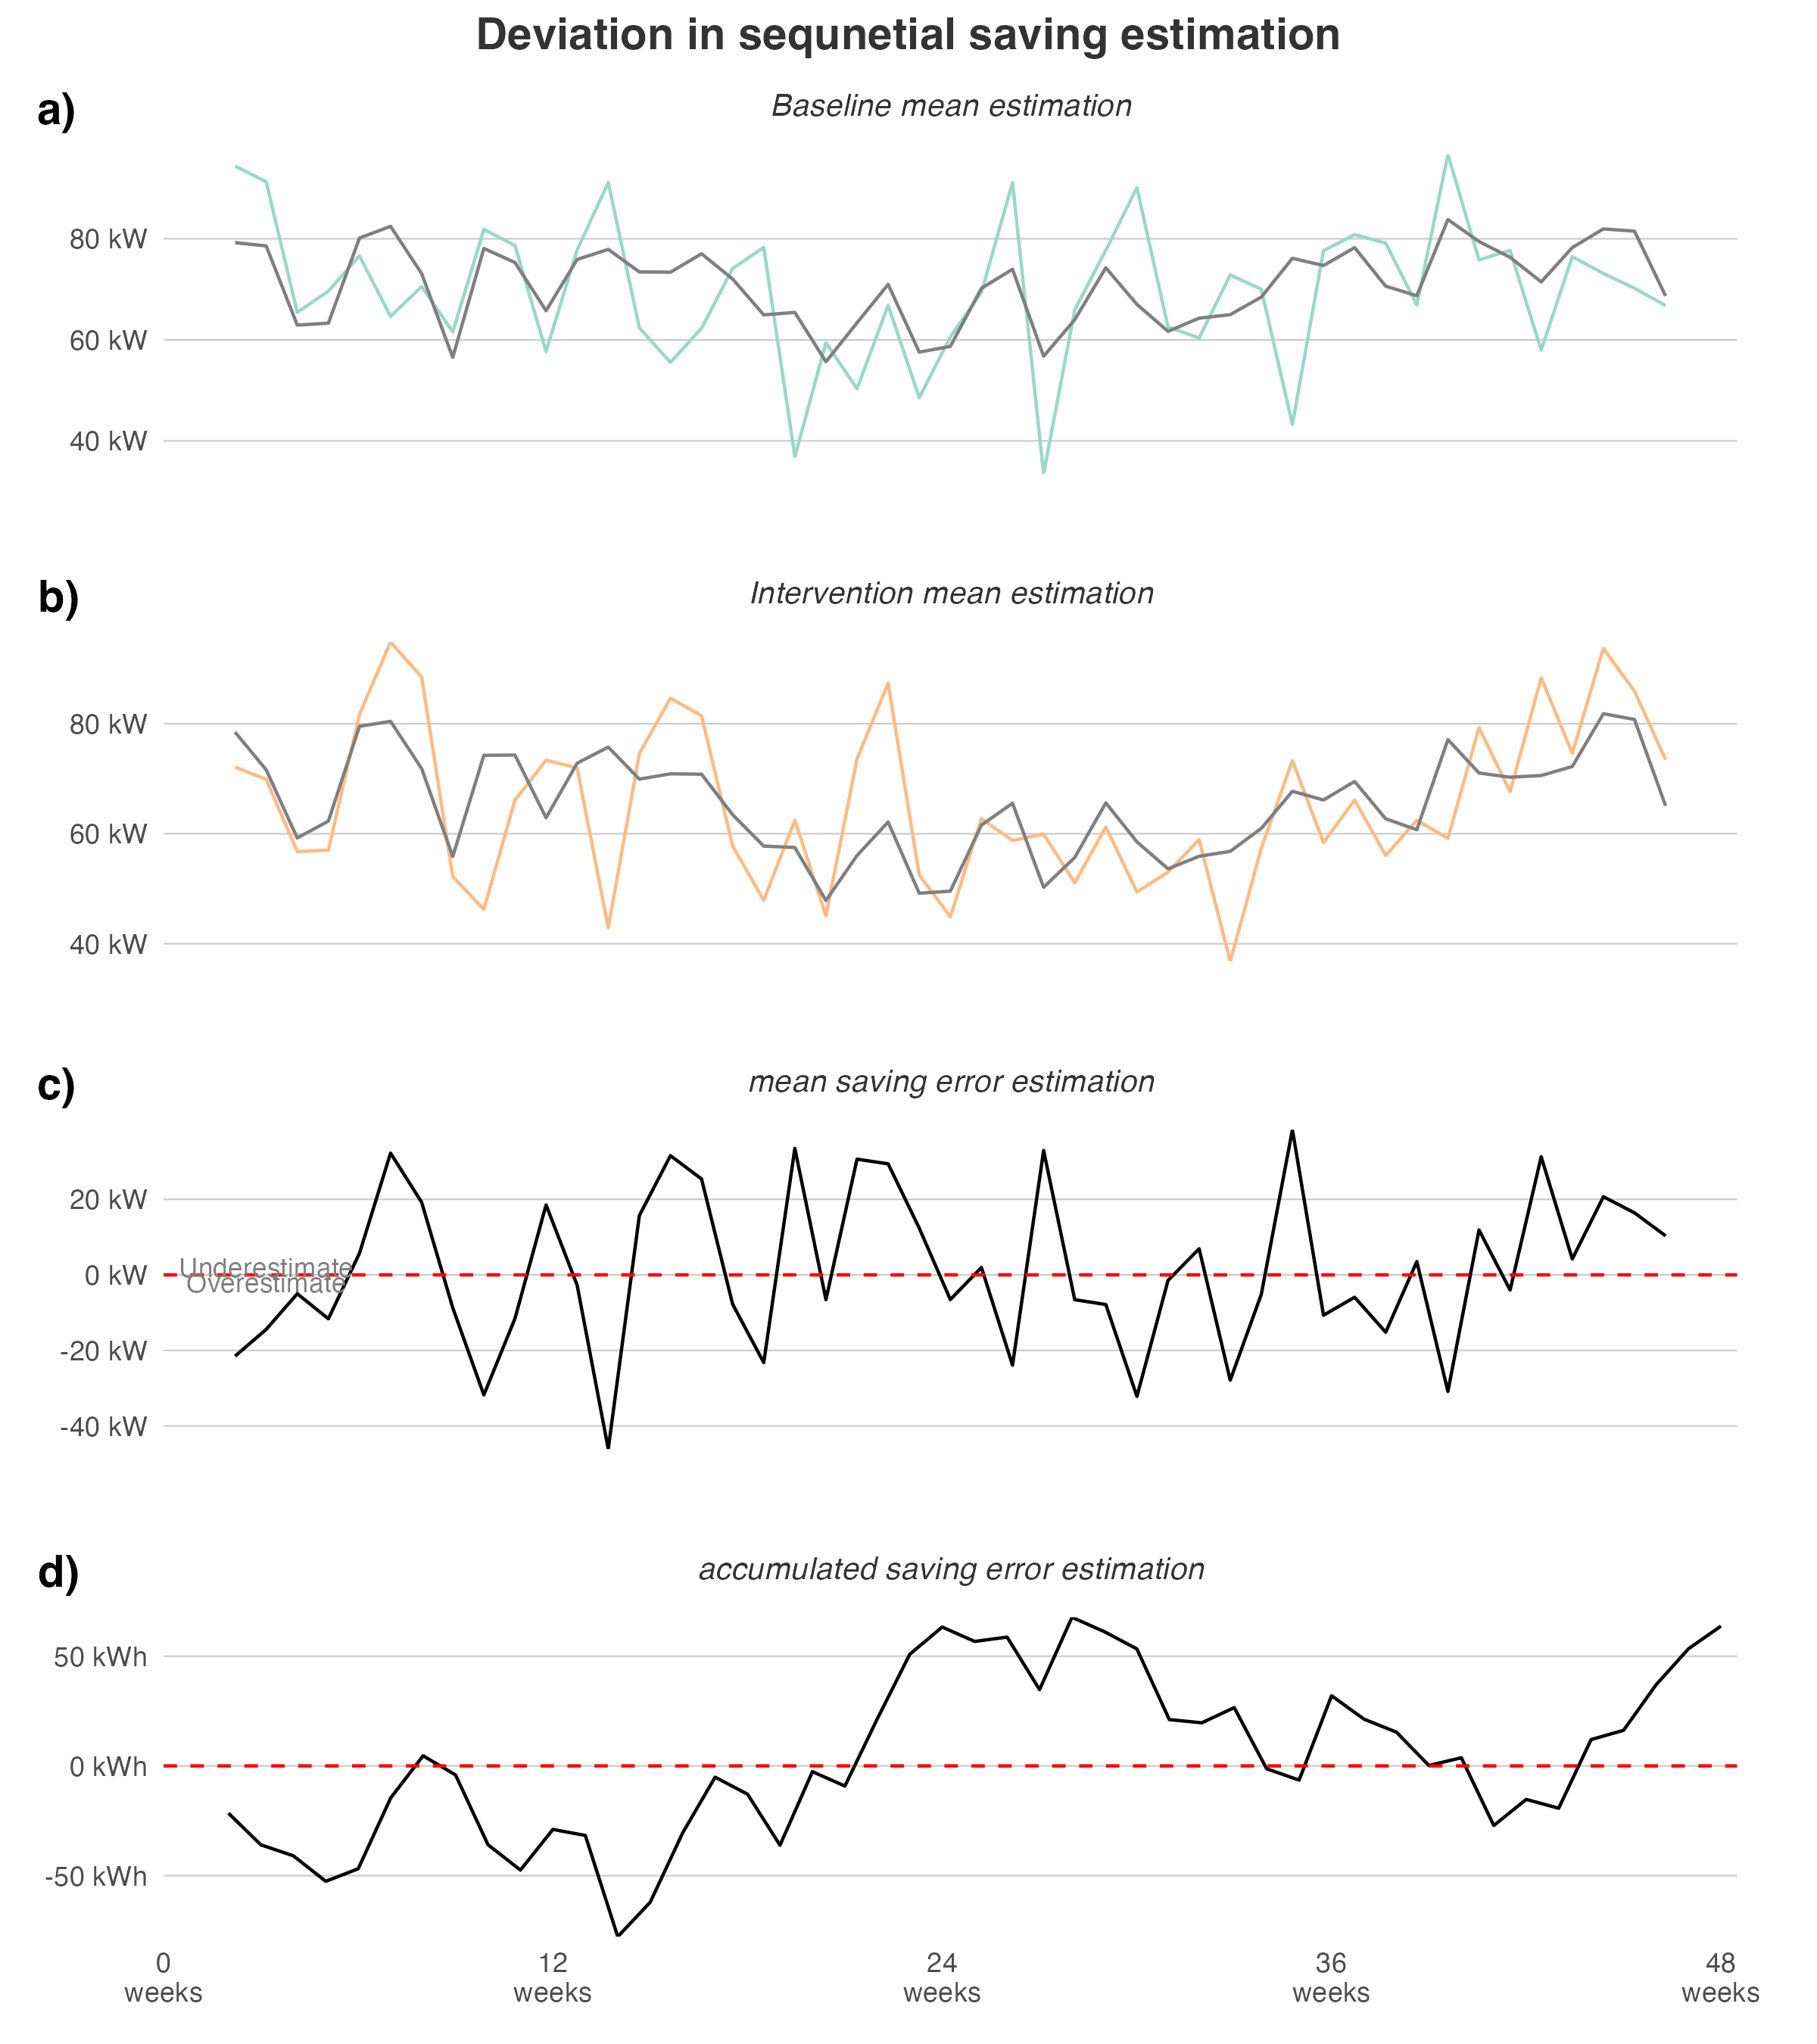 Deviation in sequnetial saving estimation
a)
Baseline mean estimation
80 kW
60 kW
40 kW
b)
Intervention mean estimation
80 kW
60 kW
40 kW
c)
mean saving error estimation
20 kW
Underestimate
0 kW
Overestimate
-20 kW
-40 kW
d)
accumulated saving error estimation
50 kWh
0 kWh
-50 kWh
0 12 24 36 48
weeks weeks weeks weeks weeks